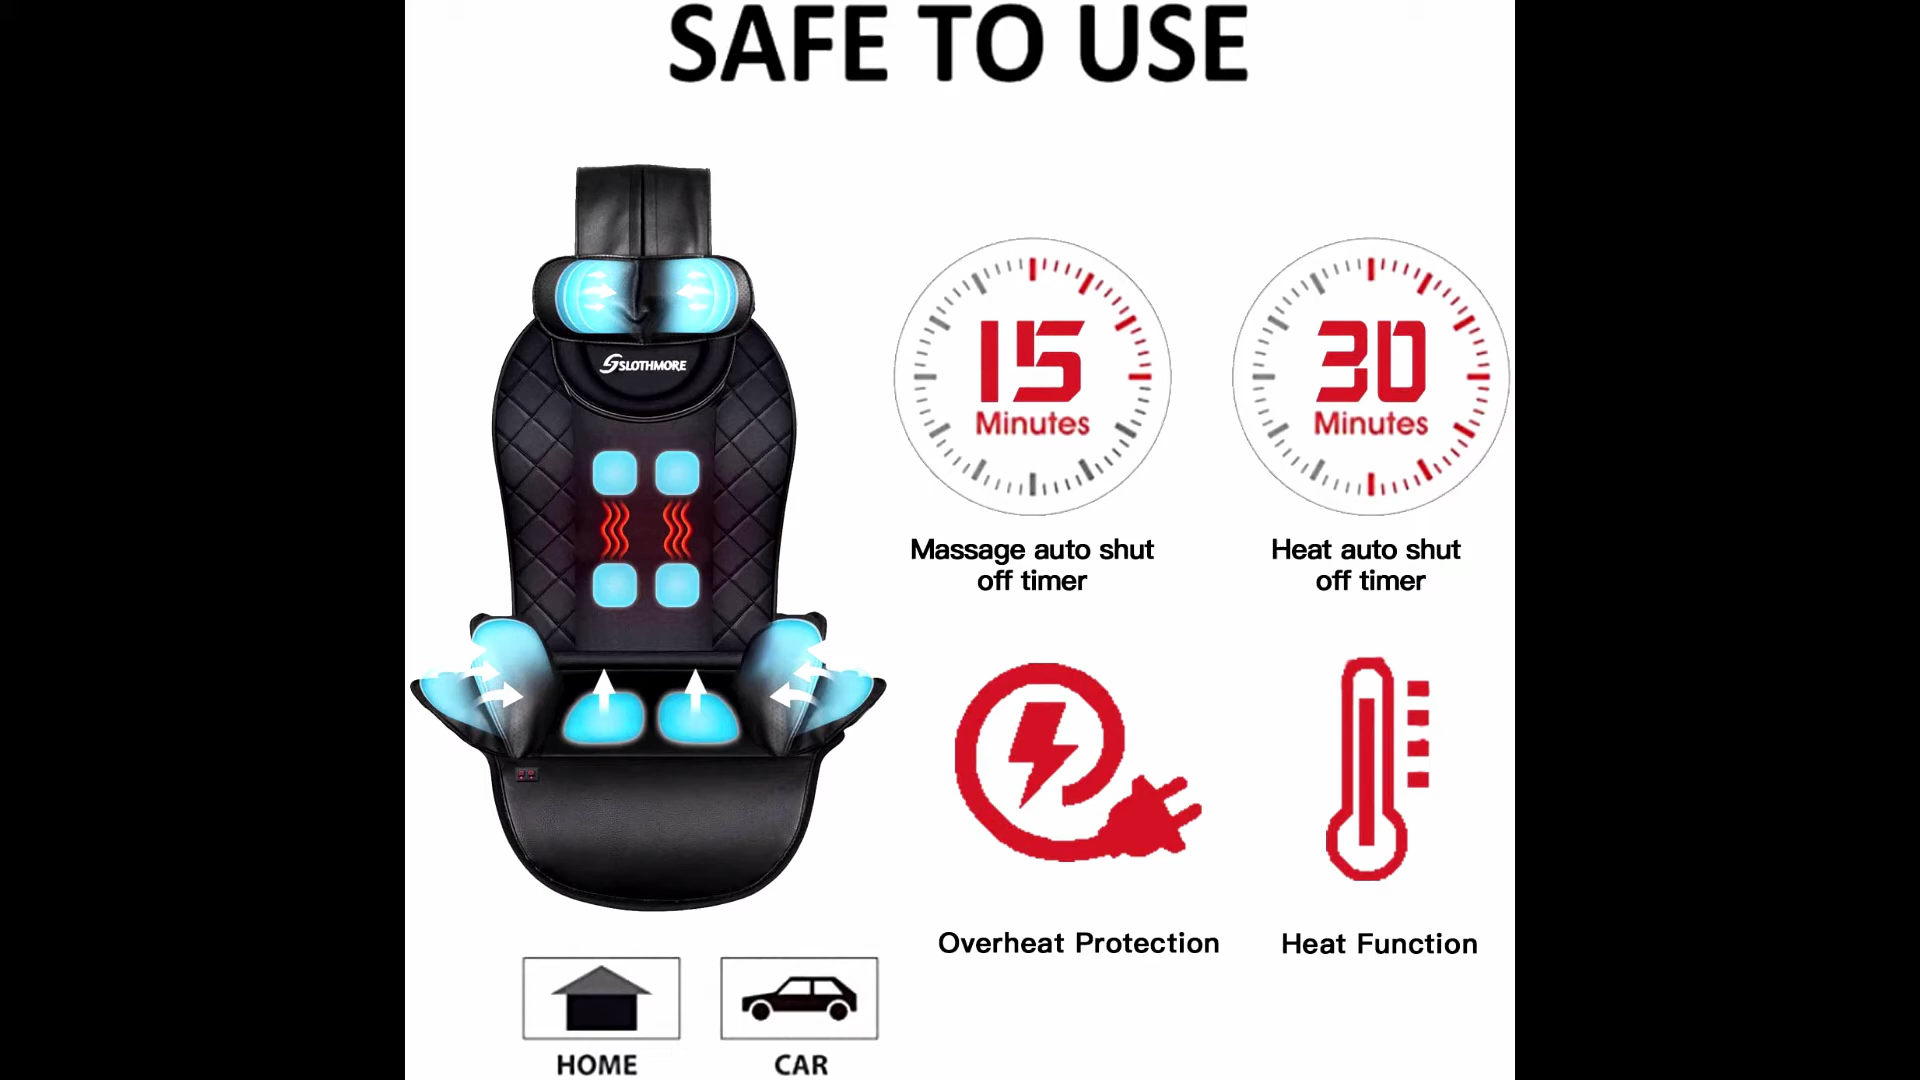 SAFE TO USE
SLOTHMORE
15
Minutes
Massage auto shut
off timer
30
Minutes
Heat auto shut
off timer
Overheat Protection
Heat Function
HOME
CAR